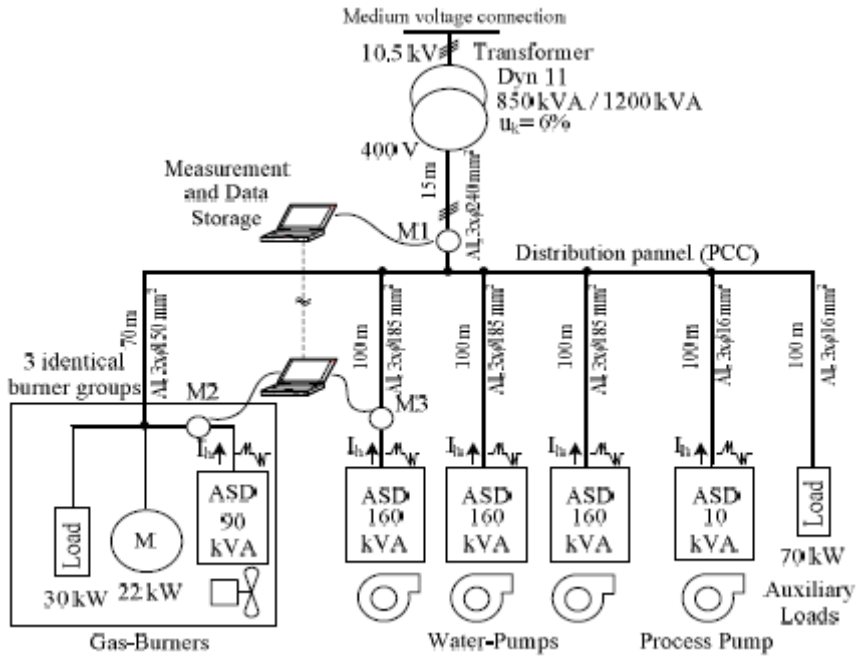 Medium voltage connection
10.5 kV
Transformer
Dyn 11
850 kVA / 1200 kVA
uk= 6%
400 V
15 m
Al, 3xφ240 mm²
Measurement
and Data
Storage
M1
Distribution pannel (PCC)
70 m
Al, 3xφ150 mm²
100 m
Al, 3xφ185 mm²
100 m
Al, 3xφ185 mm²
100 m
Al, 3xφ185 mm²
100 m
Al, 3xφ16 mm²
100 m
Al, 3xφ16 mm²
3 identical
burner groups
M2
M3
Ih
Ih
Ih
Ih
Ih
Load
M
ASD
90
kVA
ASD
160
kVA
ASD
160
kVA
ASD
160
kVA
ASD
10
kVA
Load
30 kW
22 kW
70 kW
Auxiliary
Loads
Gas-Burners
Water-Pumps
Process Pump